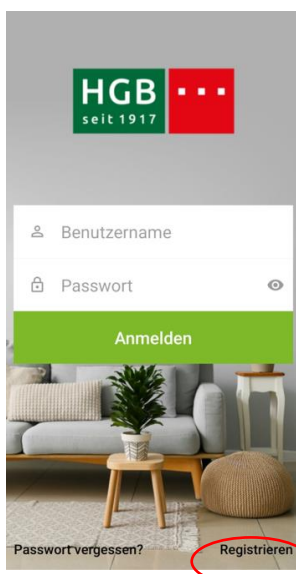 HGB
seit 1917
Benutzername
Passwort
Anmelden
Passwort vergessen?
Registrieren